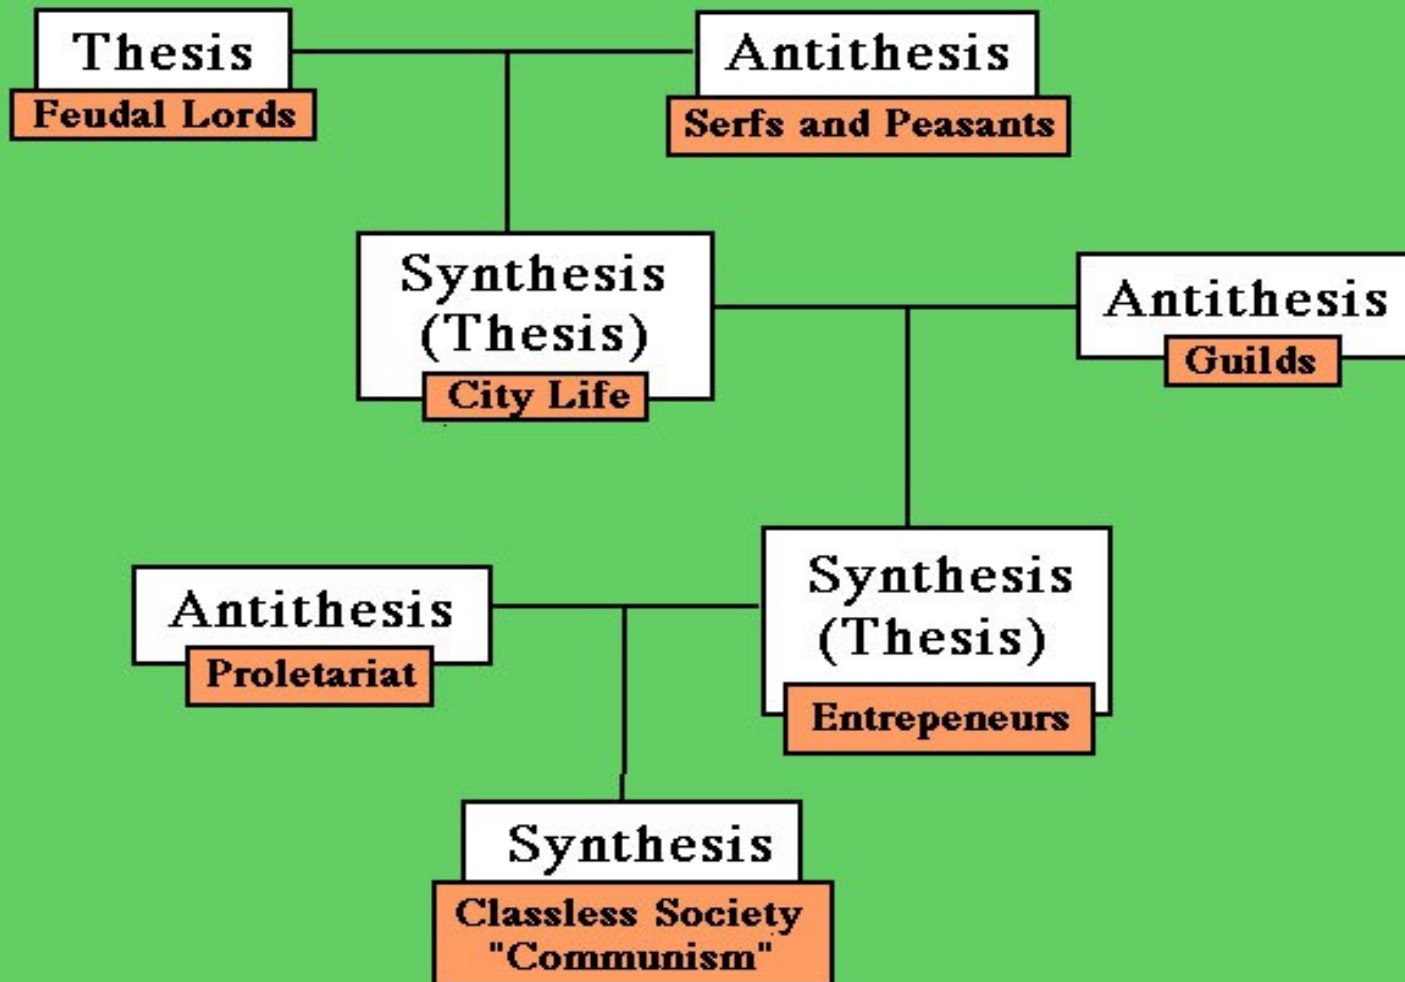 Thesis
Feudal Lords
Antithesis
Serfs and Peasants
Synthesis
(Thesis)
City Life
Antithesis
Guilds
Antithesis
Proletariat
Synthesis
(Thesis)
Entrepeneurs
Synthesis
Classless Society
"Communism"